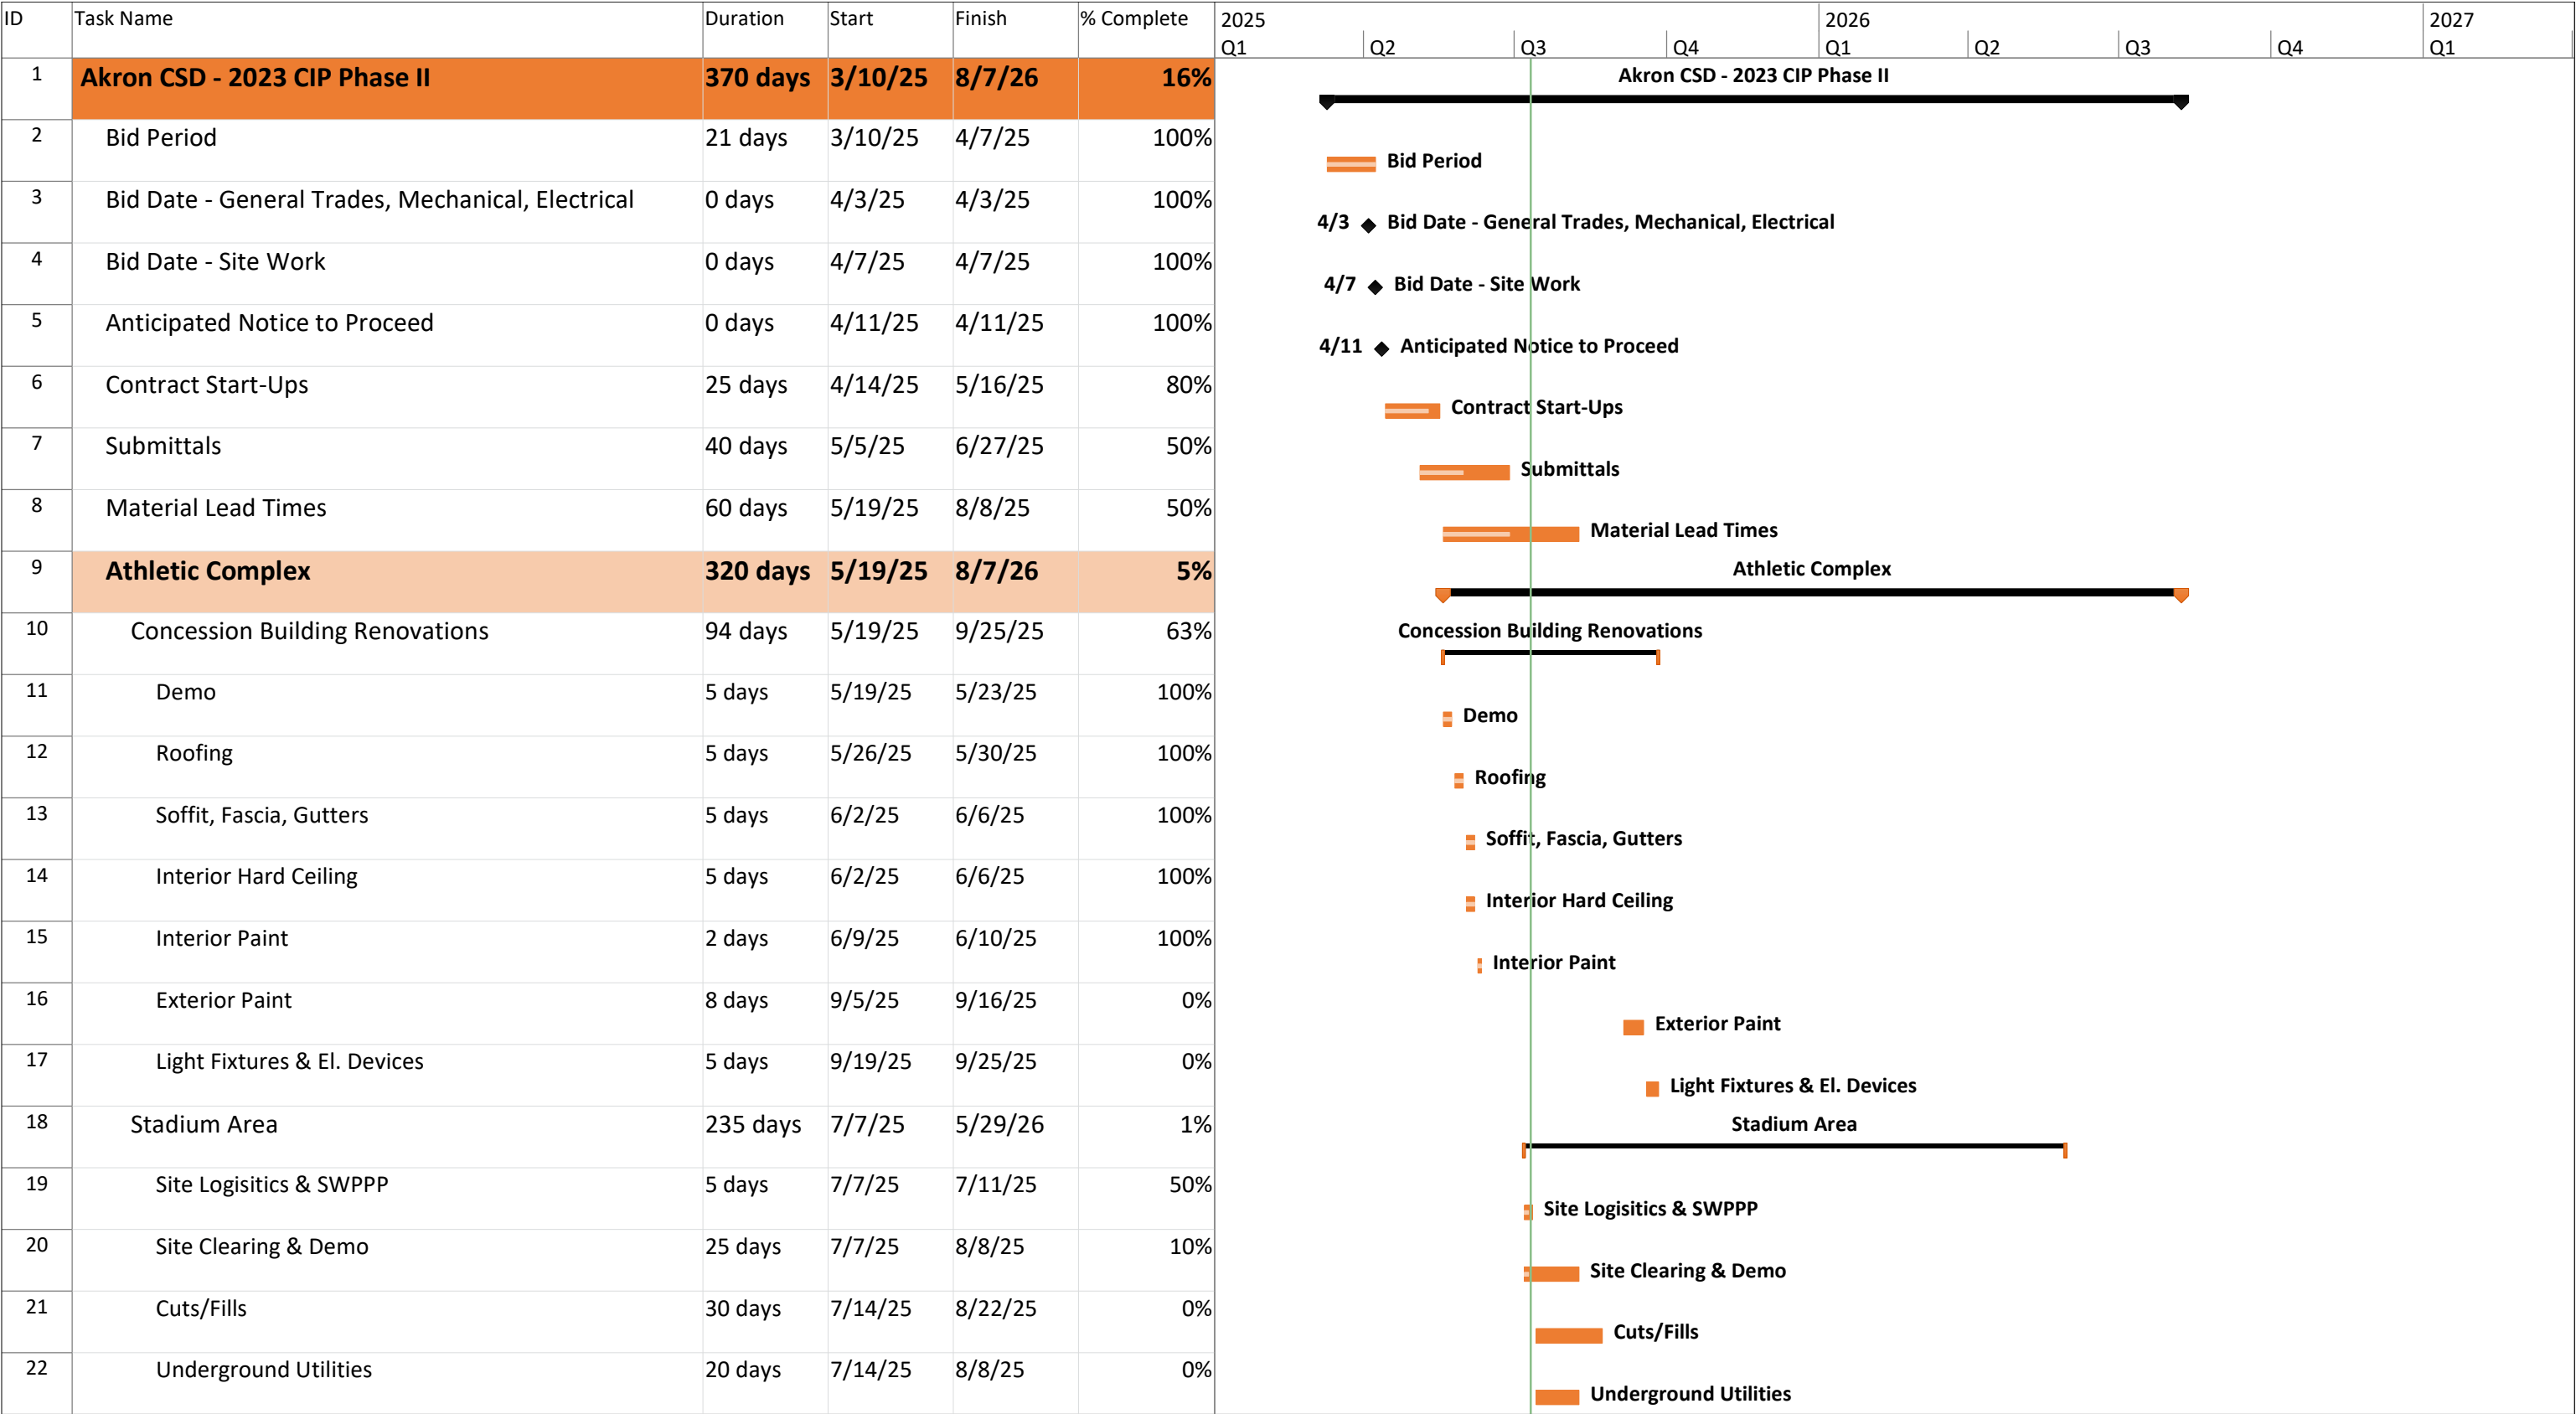 ID Task Name Duration Start Finish % Complete 2025 2026 2027
Q1 Q2 Q3 Q4 Q1 Q2 Q3 Q4 Q1
1 Akron CSD - 2023 CIP Phase II 370 days 3/10/25 8/7/26 16% Akron CSD - 2023 CIP Phase II
2 Bid Period 21 days 3/10/25 4/7/25 100% Bid Period
3 Bid Date - General Trades, Mechanical, Electrical 0 days 4/3/25 4/3/25 100% 4/3 Bid Date - General Trades, Mechanical, Electrical
4 Bid Date - Site Work 0 days 4/7/25 4/7/25 100% 4/7 Bid Date - Site Work
5 Anticipated Notice to Proceed 0 days 4/11/25 4/11/25 100% 4/11 Anticipated Notice to Proceed
6 Contract Start-Ups 25 days 4/14/25 5/16/25 80% Contract Start-Ups
7 Submittals 40 days 5/5/25 6/27/25 50% Submittals
8 Material Lead Times 60 days 5/19/25 8/8/25 50% Material Lead Times
9 Athletic Complex 320 days 5/19/25 8/7/26 5% Athletic Complex
10 Concession Building Renovations 94 days 5/19/25 9/25/25 63% Concession Building Renovations
11 Demo 5 days 5/19/25 5/23/25 100% Demo
12 Roofing 5 days 5/26/25 5/30/25 100% Roofing
13 Soffit, Fascia, Gutters 5 days 6/2/25 6/6/25 100% Soffit, Fascia, Gutters
14 Interior Hard Ceiling 5 days 6/2/25 6/6/25 100% Interior Hard Ceiling
15 Interior Paint 2 days 6/9/25 6/10/25 100% Interior Paint
16 Exterior Paint 8 days 9/5/25 9/16/25 0% Exterior Paint
17 Light Fixtures & El. Devices 5 days 9/19/25 9/25/25 0% Light Fixtures & El. Devices
18 Stadium Area 235 days 7/7/25 5/29/26 1% Stadium Area
19 Site Logisitics & SWPPP 5 days 7/7/25 7/11/25 50% Site Logisitics & SWPPP
20 Site Clearing & Demo 25 days 7/7/25 8/8/25 10% Site Clearing & Demo
21 Cuts/Fills 30 days 7/14/25 8/22/25 0% Cuts/Fills
22 Underground Utilities 20 days 7/14/25 8/8/25 0% Underground Utilities